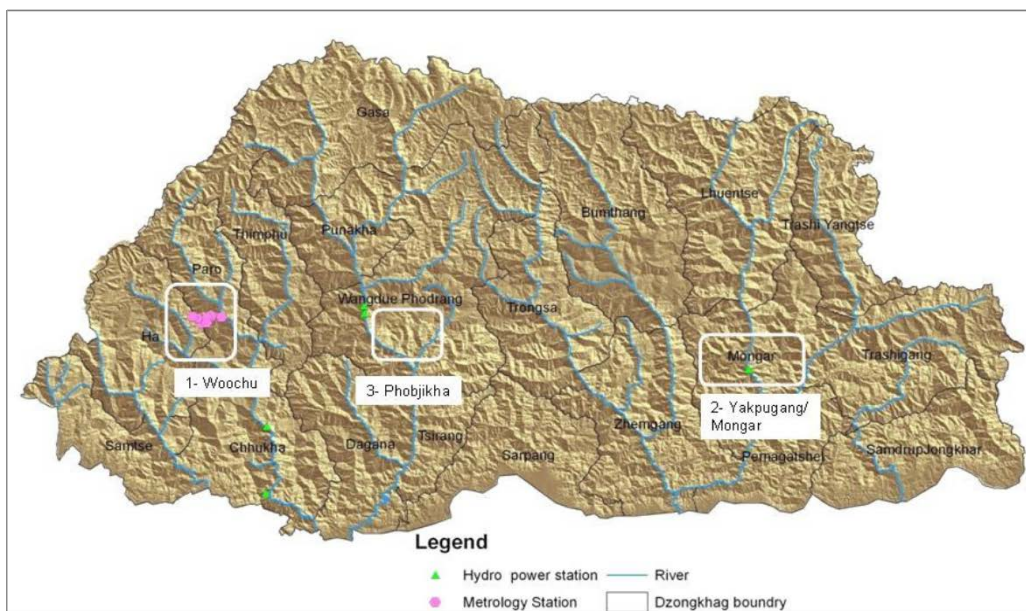 Gasa
Lhuentse
Bumthang
Trashi Yangtse
Thimphu
Punakha
Paro
Wangdue Phodrang
Trongsa
Ha
Mongar
Trashigang
1- Woochu
3- Phobjikha
2- Yakpugang/
Mongar
Samtse
Chhukha
Dagana
Tsirang
Zhemgang
Sarpang
Pemagatshel
SamdrupJongkhar
Legend
Hydro power station
River
Metrology Station
Dzongkhag boundry